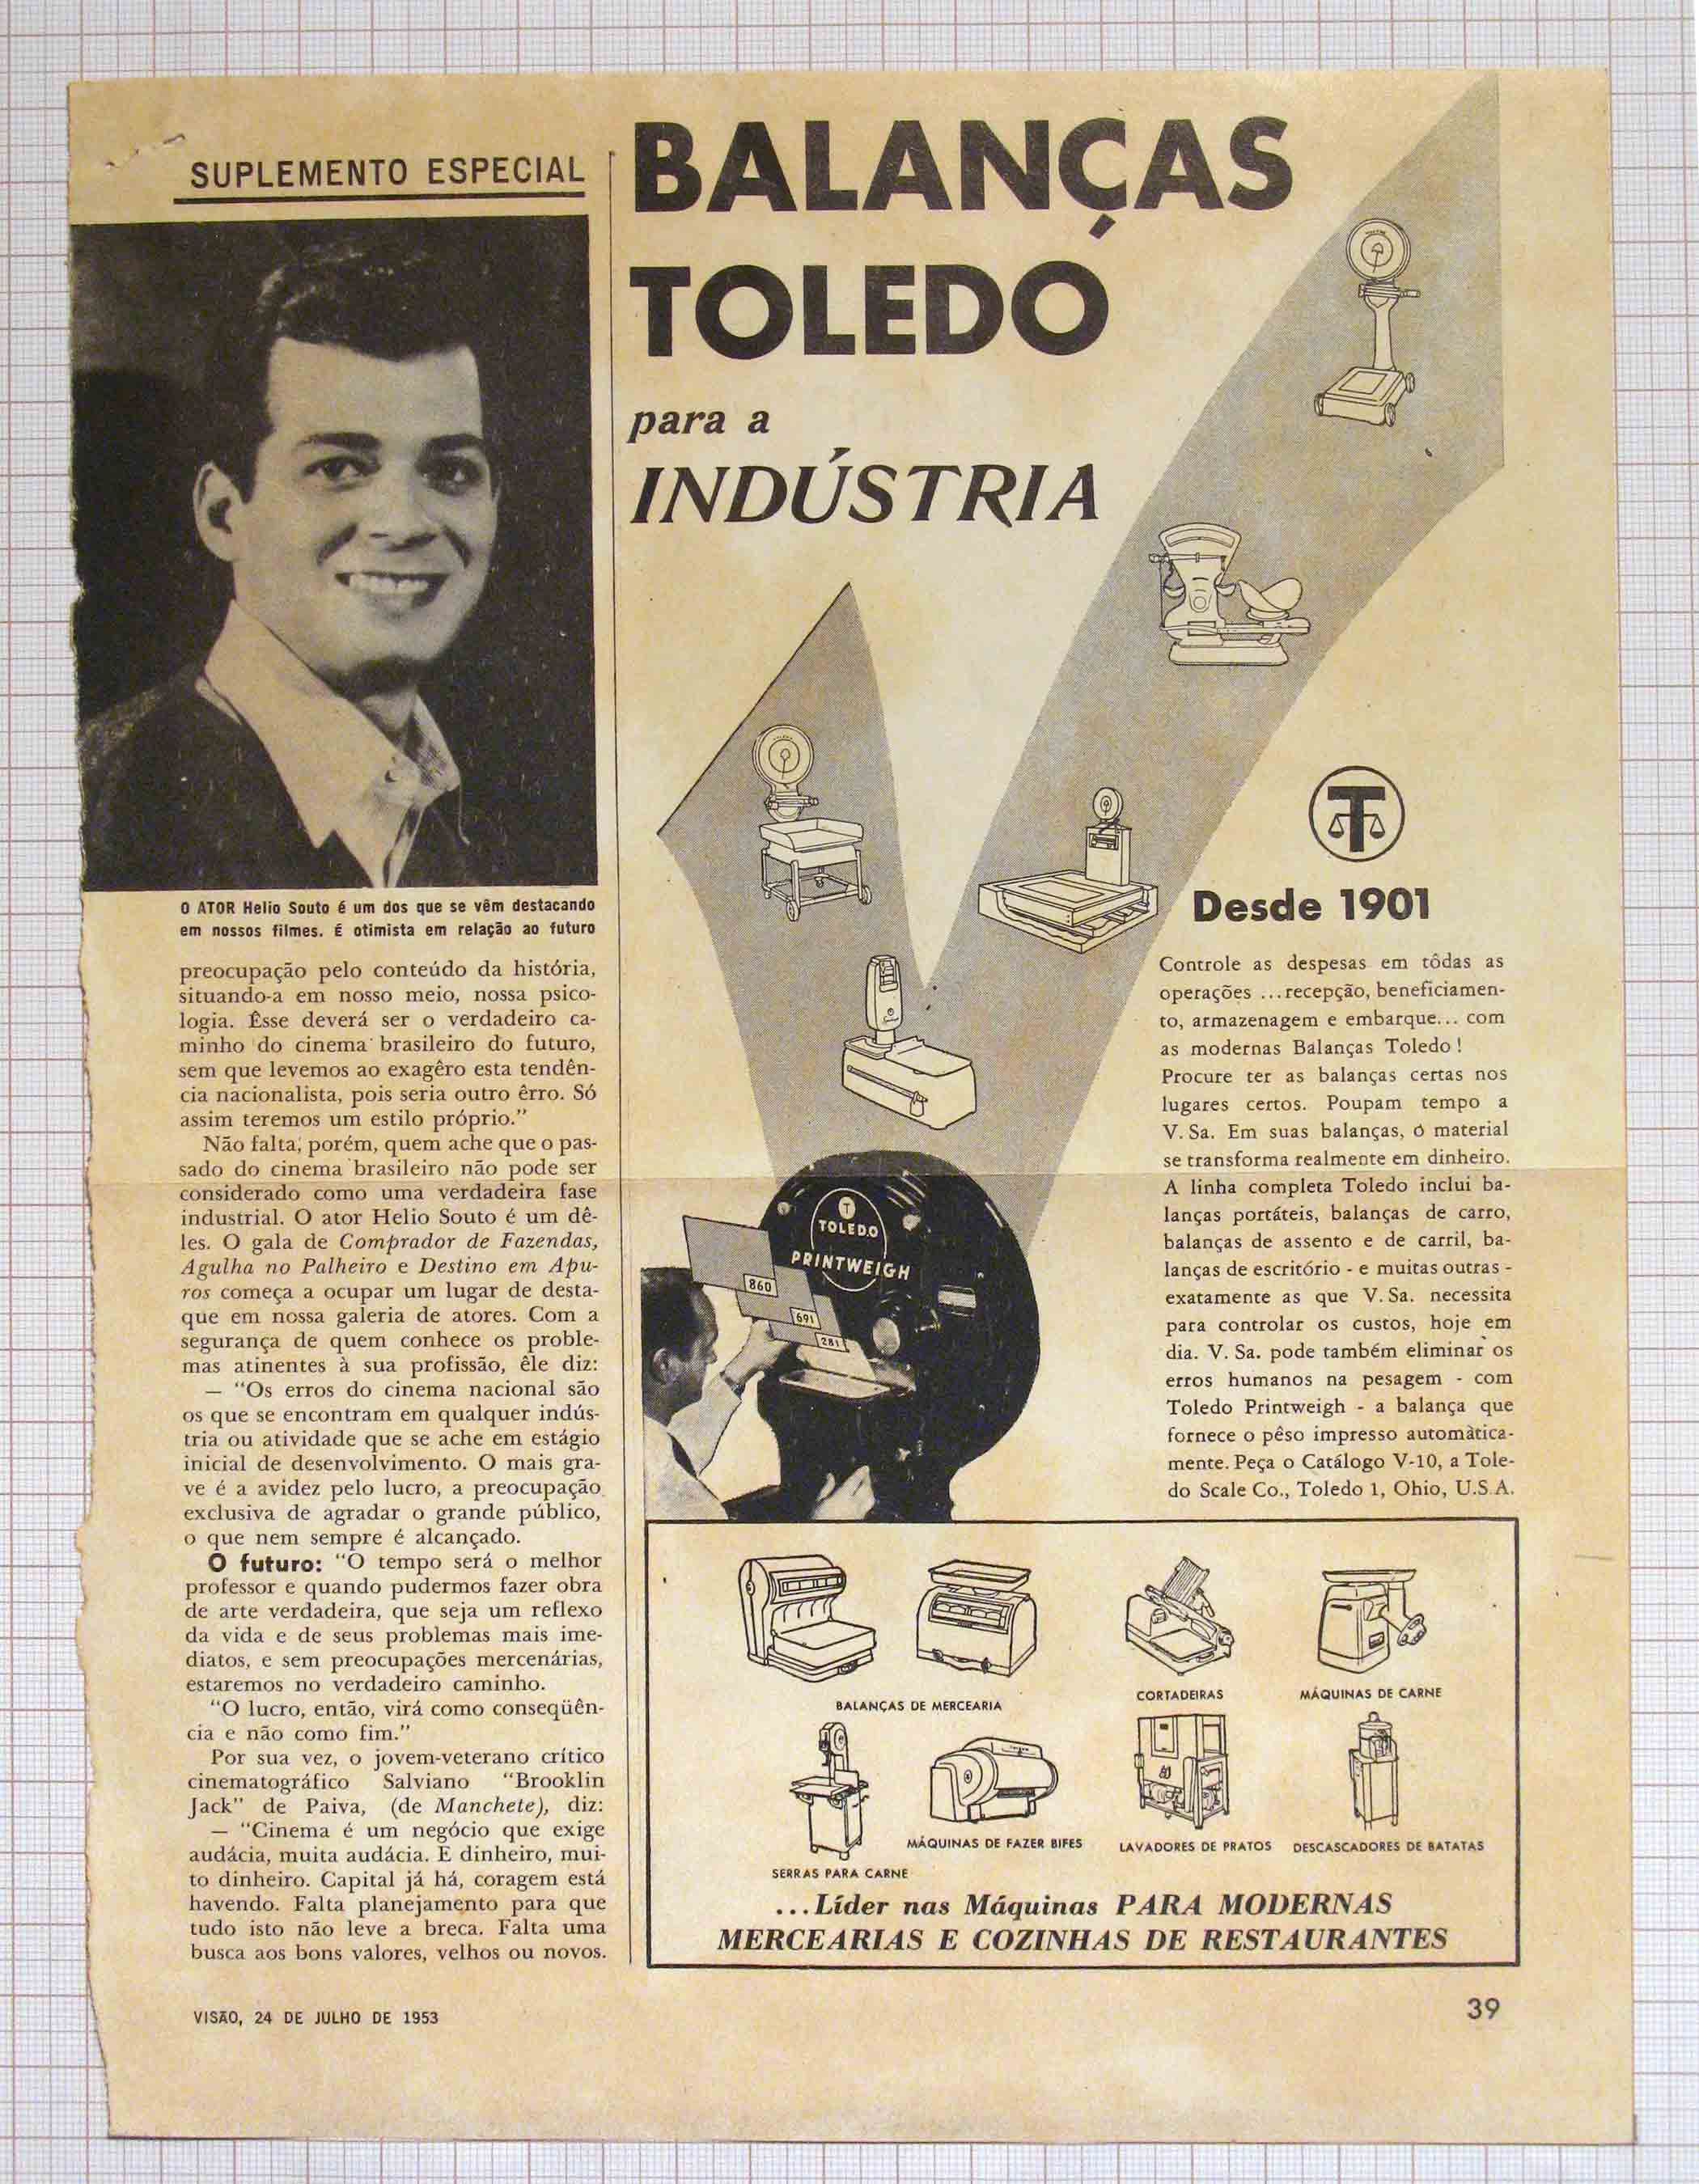 SUPLEMENTO ESPECIAL
O ATOR Helio Souto é um dos que se vêm destacando
em nossos filmes. É otimista em relação ao futuro
preocupação pelo conteúdo da história,
situando-a em nosso meio, nossa psico-
logia. Êsse deverá ser o verdadeiro ca-
minho do cinema brasileiro do futuro,
sem que levemos ao exagêro esta tendên-
cia nacionalista, pois seria outro êrro. Só
assim teremos um estilo próprio."
Não falta, porém, quem ache que o pas-
sado do cinema brasileiro não pode ser
considerado como uma verdadeira fase
industrial. O ator Helio Souto é um dê-
les. O gala de Comprador de Fazendas,
Agulha no Palheiro e Destino em Apu-
ros começa a ocupar um lugar de desta-
que em nossa galeria de atores. Com a
segurança de quem conhece os proble-
mas atinentes à sua profissão, êle diz:
— "Os erros do cinema nacional são
os que se encontram em qualquer indús-
tria ou atividade que se ache em estágio
inicial de desenvolvimento. O mais gra-
ve é a avidez pelo lucro, a preocupação
exclusiva de agradar o grande público,
o que nem sempre é alcançado.
O futuro: "O tempo será o melhor
professor e quando pudermos fazer obra
de arte verdadeira, que seja um reflexo
da vida e de seus problemas mais ime-
diatos, e sem preocupações mercenárias,
estaremos no verdadeiro caminho.
"O lucro, então, virá como conseqüên-
cia e não como fim."
Por sua vez, o jovem-veterano crítico
cinematográfico Salviano "Brooklin
Jack" de Paiva, (de Manchete), diz:
— "Cinema é um negócio que exige
audácia, muita audácia. E dinheiro, mui-
to dinheiro. Capital já há, coragem está
havendo. Falta planejamento para que
tudo isto não leve a breca. Falta uma
busca aos bons valores, velhos ou novos.
BALANÇAS
TOLEDO
para a
INDÚSTRIA
T
Desde 1901
Controle as despesas em tôdas as
operações ...recepção, beneficiamen-
to, armazenagem e embarque... com
as modernas Balanças Toledo!
Procure ter as balanças certas nos
lugares certos. Poupam tempo a
V. Sa. Em suas balanças, o material
se transforma realmente em dinheiro.
A linha completa Toledo inclui ba-
lanças portáteis, balanças de carro,
balanças de assento e de carril, ba-
lanças de escritório - e muitas outras -
exatamente as que V. Sa. necessita
para controlar os custos, hoje em
dia. V. Sa. pode também eliminar os
erros humanos na pesagem - com
Toledo Printweigh - a balança que
fornece o pêso impresso automàtica-
mente. Peça o Catálogo V-10, a Tole-
do Scale Co., Toledo 1, Ohio, U.S.A.
T
TOLEDO
PRINTWEIGH
860
691
281
BALANÇAS DE MERCEARIA
CORTADEIRAS
MÁQUINAS DE CARNE
SERRAS PARA CARNE
MÁQUINAS DE FAZER BIFES
LAVADORES DE PRATOS
DESCASCADORES DE BATATAS
...Líder nas Máquinas PARA MODERNAS
MERCEARIAS E COZINHAS DE RESTAURANTES
VISÃO, 24 DE JULHO DE 1953
39